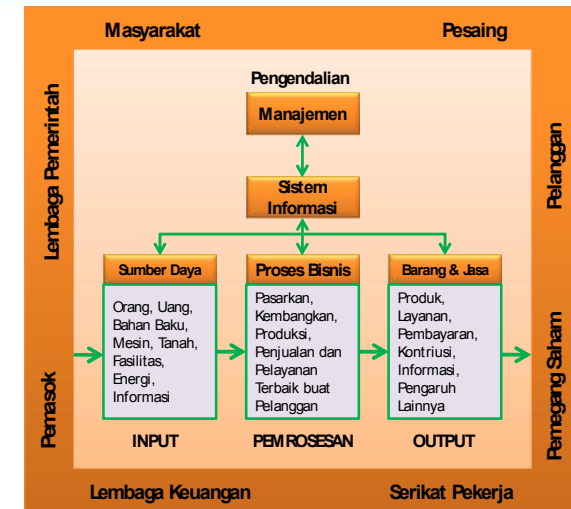 Masyarakat
Pesaing
Lembaga Pemerintah
Pelanggan
Pengendalian
Manajemen
Sistem
Informasi
Sumber Daya
Proses Bisnis
Barang & Jasa
Orang, Uang,
Bahan Baku,
Mesin, Tanah,
Fasilitas,
Energi,
Informasi
Pasarkan,
Kembangkan,
Produksi,
Penjualan dan
Pelayanan
Terbaik buat
Pelanggan
Produk,
Layanan,
Pembayaran,
Kontriusi,
Informasi,
Pengaruh
Lainnya
Pemasok
Pemegang Saham
INPUT
PEMROSESAN
OUTPUT
Lembaga Keuangan
Serikat Pekerja